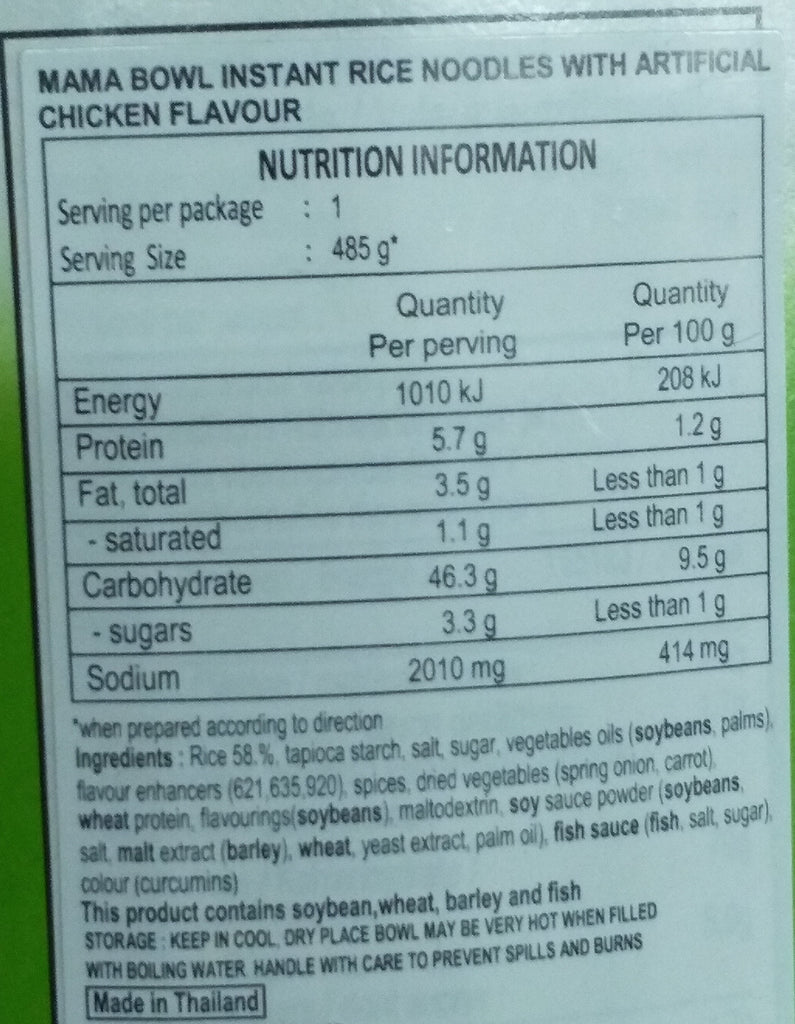 MAMA BOWL INSTANT RICE NOODLES WITH ARTIFICIAL
CHICKEN FLAVOUR
NUTRITION INFORMATION
Serving per package : 1
Serving Size : 485 g*
Quantity Quantity
Per perving Per 100 g
Energy 1010 kJ 208 kJ
Protein 5.7 g 1.2 g
Fat, total 3.5 g Less than 1 g
- saturated 1.1 g Less than 1 g
Carbohydrate 46.3 g 9.5 g
- sugars 3.3 g Less than 1 g
Sodium 2010 mg 414 mg
*when prepared according to direction
Ingredients : Rice 58.%, tapioca starch, salt, sugar, vegetables oils (soybeans, palms),
flavour enhancers (621,635,920), spices, dried vegetables (spring onion, carrot),
wheat protein, flavourings(soybeans), maltodextrin, soy sauce powder (soybeans,
salt, malt extract (barley), wheat, yeast extract, palm oil), fish sauce (fish, salt, sugar),
colour (curcumins)
This product contains soybean,wheat, barley and fish
STORAGE : KEEP IN COOL, DRY PLACE BOWL MAY BE VERY HOT WHEN FILLED
WITH BOILING WATER. HANDLE WITH CARE TO PREVENT SPILLS AND BURNS
Made in Thailand